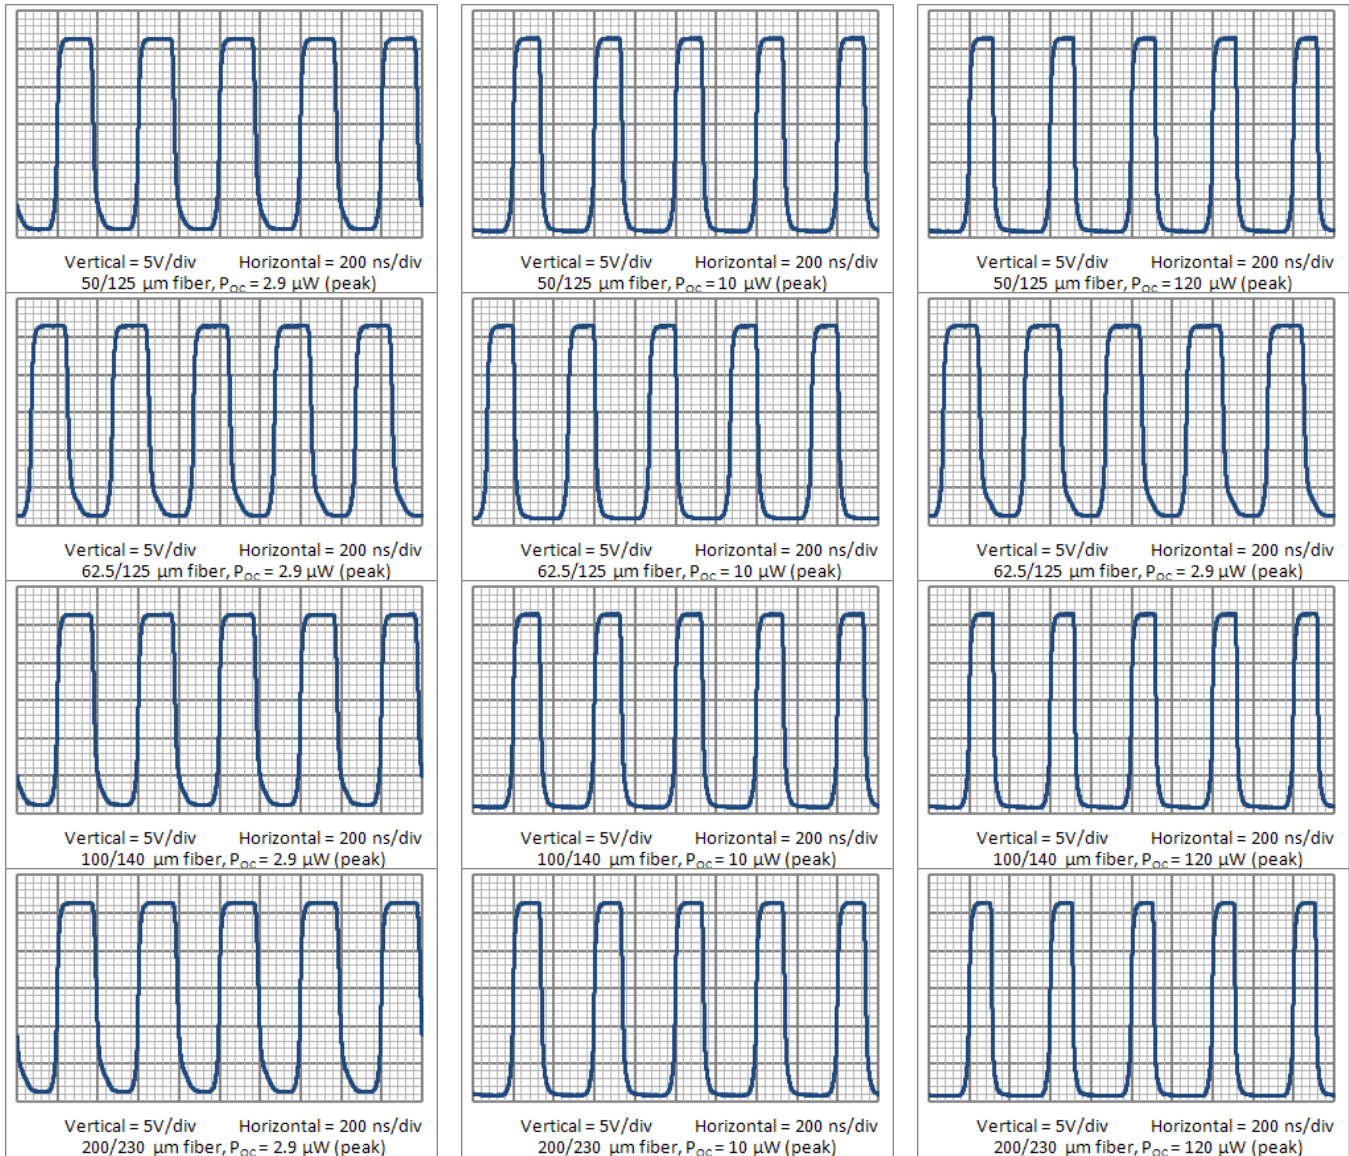 Vertical = 5V/div Horizontal = 200 ns/div
50/125 µm fiber, POC = 2.9 µW (peak)
Vertical = 5V/div Horizontal = 200 ns/div
50/125 µm fiber, POC = 10 µW (peak)
Vertical = 5V/div Horizontal = 200 ns/div
50/125 µm fiber, POC = 120 µW (peak)
Vertical = 5V/div Horizontal = 200 ns/div
62.5/125 µm fiber, POC = 2.9 µW (peak)
Vertical = 5V/div Horizontal = 200 ns/div
62.5/125 µm fiber, POC = 10 µW (peak)
Vertical = 5V/div Horizontal = 200 ns/div
62.5/125 µm fiber, POC = 2.9 µW (peak)
Vertical = 5V/div Horizontal = 200 ns/div
100/140 µm fiber, POC = 2.9 µW (peak)
Vertical = 5V/div Horizontal = 200 ns/div
100/140 µm fiber, POC = 10 µW (peak)
Vertical = 5V/div Horizontal = 200 ns/div
100/140 µm fiber, POC = 120 µW (peak)
Vertical = 5V/div Horizontal = 200 ns/div
200/230 µm fiber, POC = 2.9 µW (peak)
Vertical = 5V/div Horizontal = 200 ns/div
200/230 µm fiber, POC = 10 µW (peak)
Vertical = 5V/div Horizontal = 200 ns/div
200/230 µm fiber, POC = 120 µW (peak)